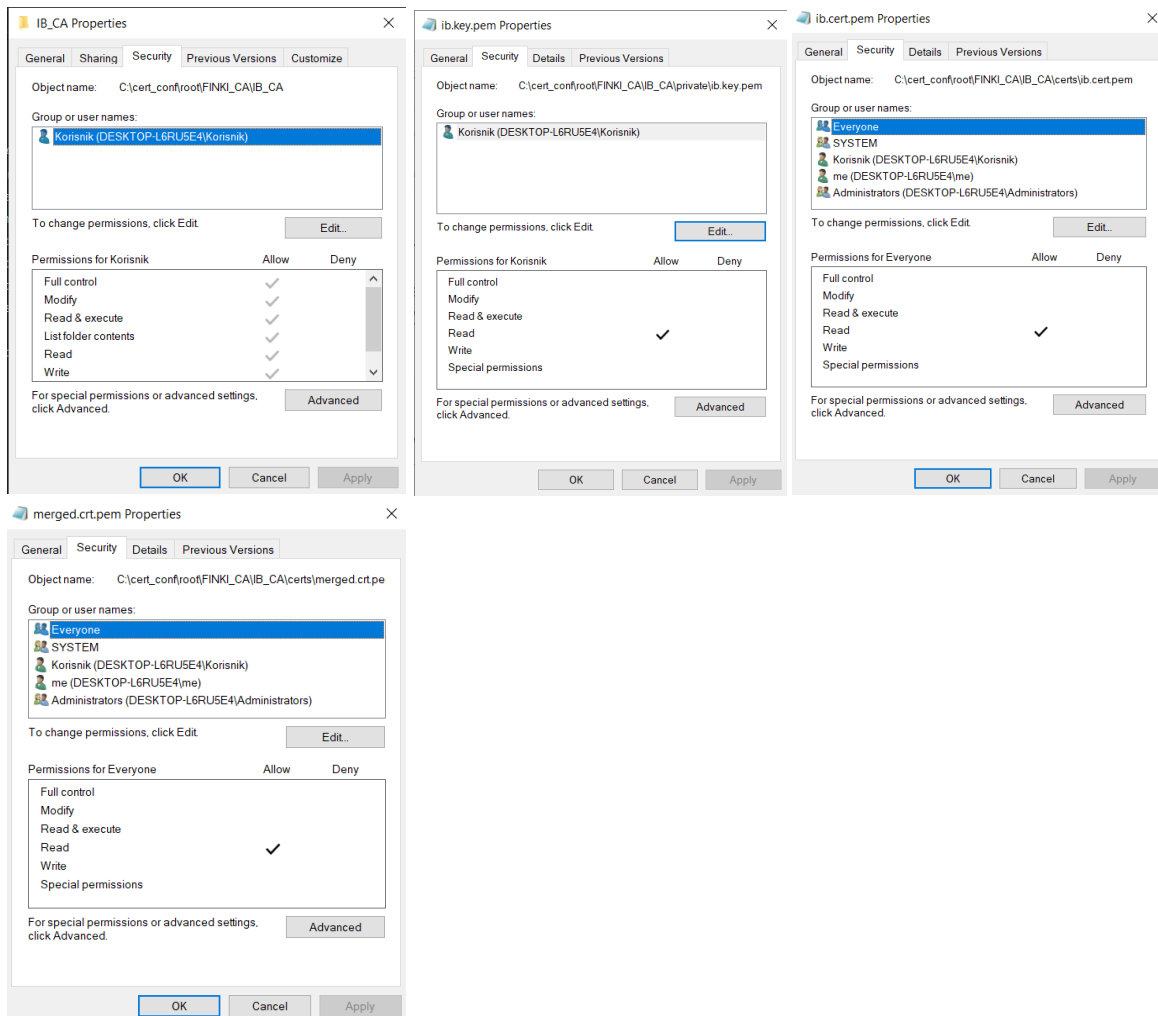 IB_CA Properties
General Sharing Security Previous Versions Customize
Object name: C:\cert_conf\root\FINKI_CA\IB_CA
Group or user names:
Korisnik (DESKTOP-L6RU5E4\Korisnik)
To change permissions, click Edit.
Edit...
Permissions for Korisnik Allow Deny
Full control
Modify
Read & execute
List folder contents
Read
Write
For special permissions or advanced settings,
click Advanced.
Advanced
OK Cancel Apply
ib.key.pem Properties
General Security Details Previous Versions
Object name: C:\cert_conf\root\FINKI_CA\IB_CA\private\ib.key.pem
Group or user names:
Korisnik (DESKTOP-L6RU5E4\Korisnik)
To change permissions, click Edit.
Edit...
Permissions for Korisnik Allow Deny
Full control
Modify
Read & execute
Read
Write
Special permissions
For special permissions or advanced settings,
click Advanced.
Advanced
OK Cancel Apply
ib.cert.pem Properties
General Security Details Previous Versions
Object name: C:\cert_conf\root\FINKI_CA\IB_CA\certs\ib.cert.pem
Group or user names:
Everyone
SYSTEM
Korisnik (DESKTOP-L6RU5E4\Korisnik)
me (DESKTOP-L6RU5E4\me)
Administrators (DESKTOP-L6RU5E4\Administrators)
To change permissions, click Edit.
Edit...
Permissions for Everyone Allow Deny
Full control
Modify
Read & execute
Read
Write
Special permissions
For special permissions or advanced settings,
click Advanced.
Advanced
OK Cancel Apply
merged.crt.pem Properties
General Security Details Previous Versions
Object name: C:\cert_conf\root\FINKI_CA\IB_CA\certs\merged.crt.pe
Group or user names:
Everyone
SYSTEM
Korisnik (DESKTOP-L6RU5E4\Korisnik)
me (DESKTOP-L6RU5E4\me)
Administrators (DESKTOP-L6RU5E4\Administrators)
To change permissions, click Edit.
Edit...
Permissions for Everyone Allow Deny
Full control
Modify
Read & execute
Read
Write
Special permissions
For special permissions or advanced settings,
click Advanced.
Advanced
OK Cancel Apply